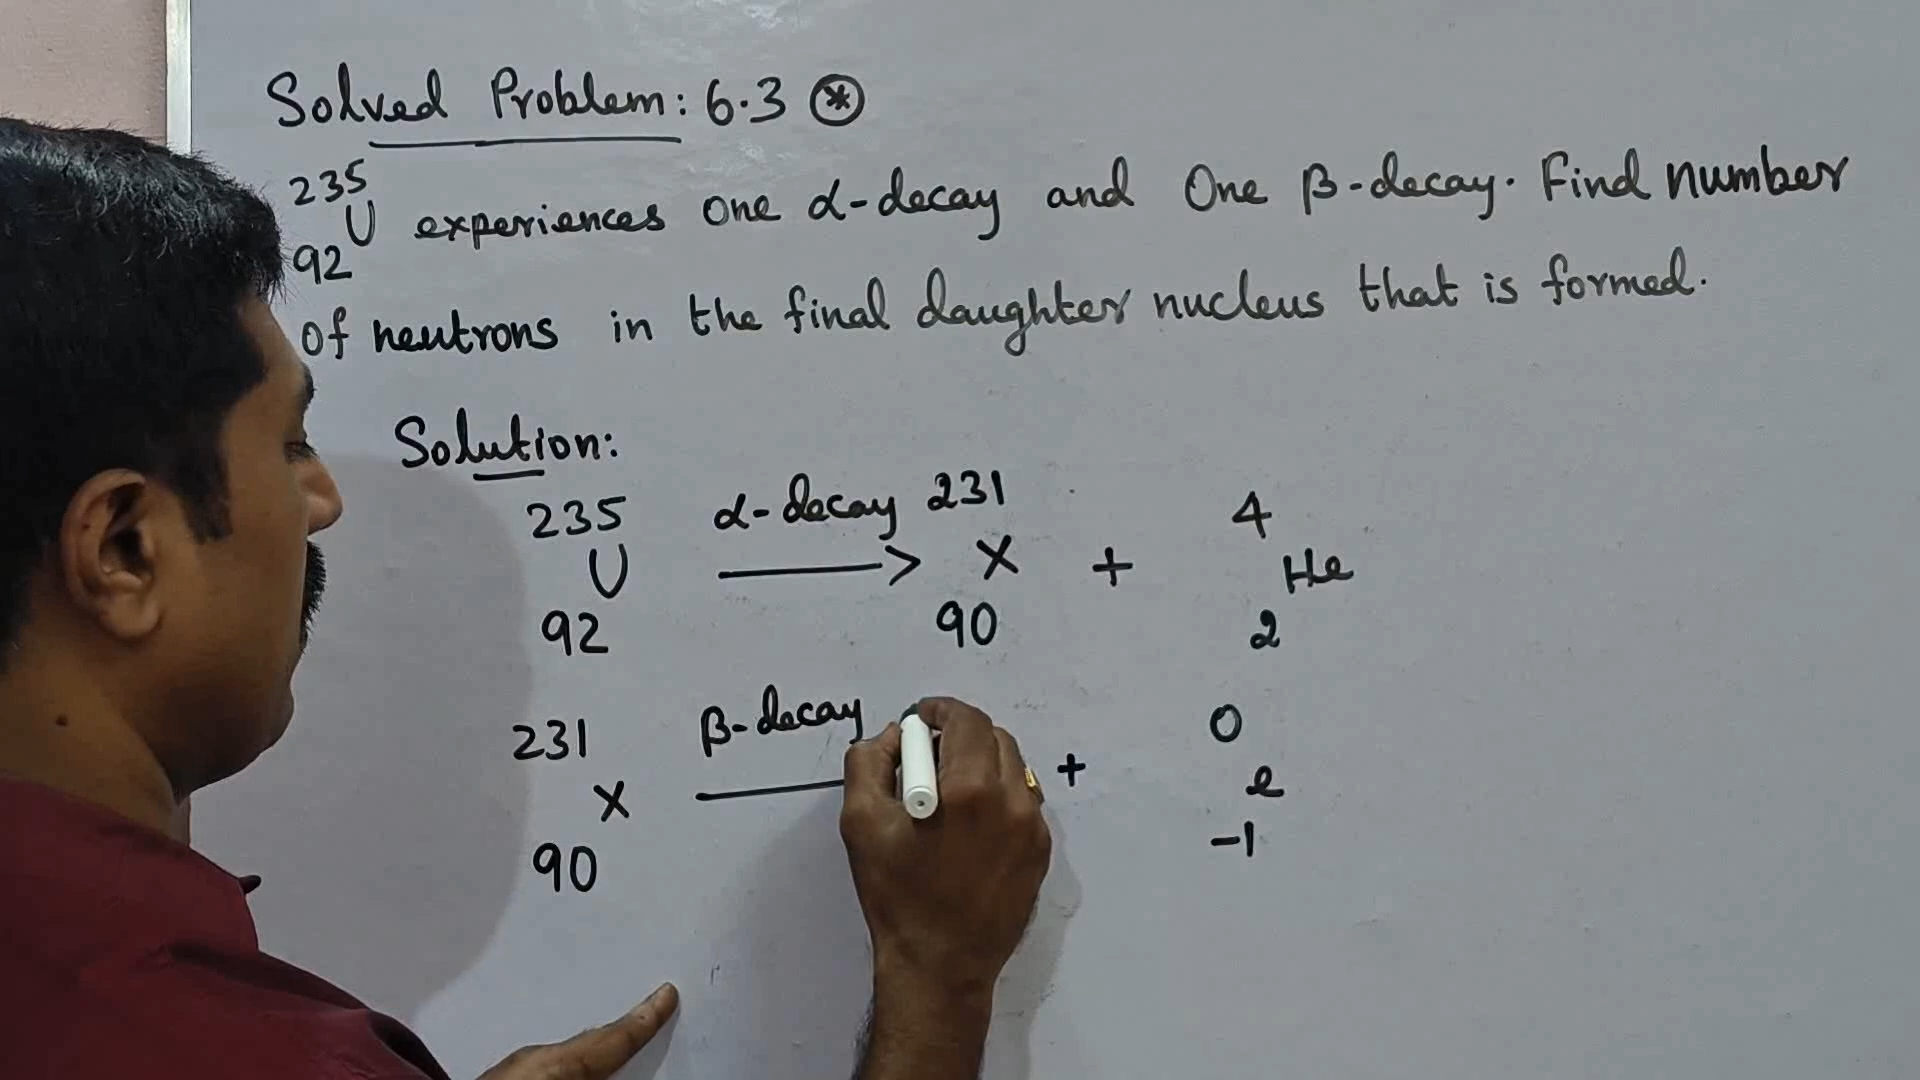 Solved Problem: 6.3 *
235
U experiences one α-decay and One β-decay. Find number
92
of neutrons in the final daughter nucleus that is formed.
Solution:
235 α-decay 231 4
U —> X + He
92 90 2
231 β-decay 0
X — + e
90 -1